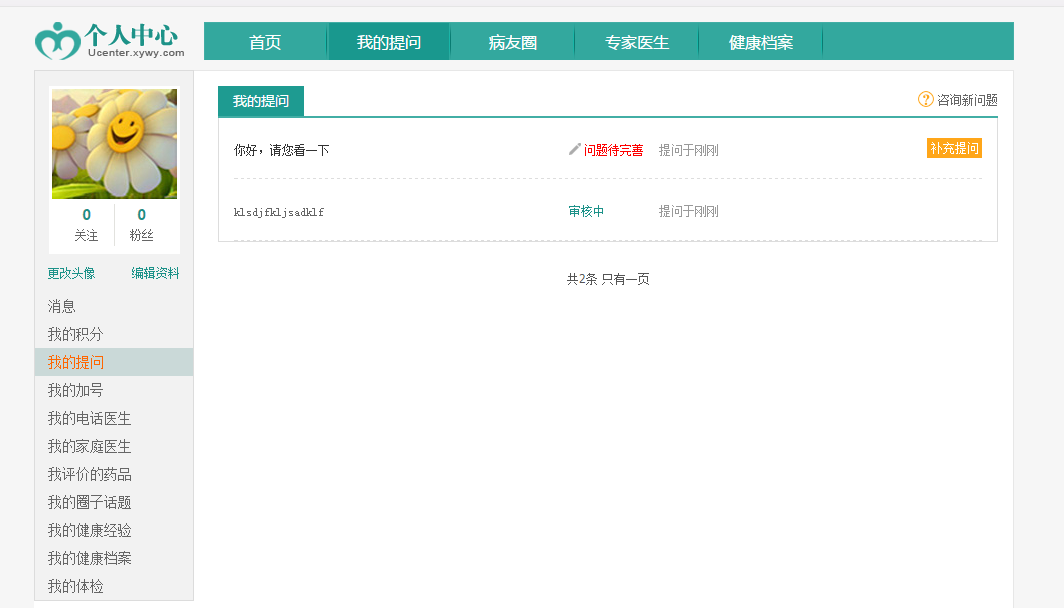 个人中心
Ucenter.xywy.com
首页 我的提问 病友圈 专家医生 健康档案
我的提问
? 咨询新问题
你好，请您看一下 问题待完善 提问于刚刚 补充提问
klsdjfkljsadklf 审核中 提问于刚刚
共2条 只有一页
0 0
关注 粉丝
更改头像 编辑资料
消息
我的积分
我的提问
我的加号
我的电话医生
我的家庭医生
我评价的药品
我的圈子话题
我的健康经验
我的健康档案
我的体检